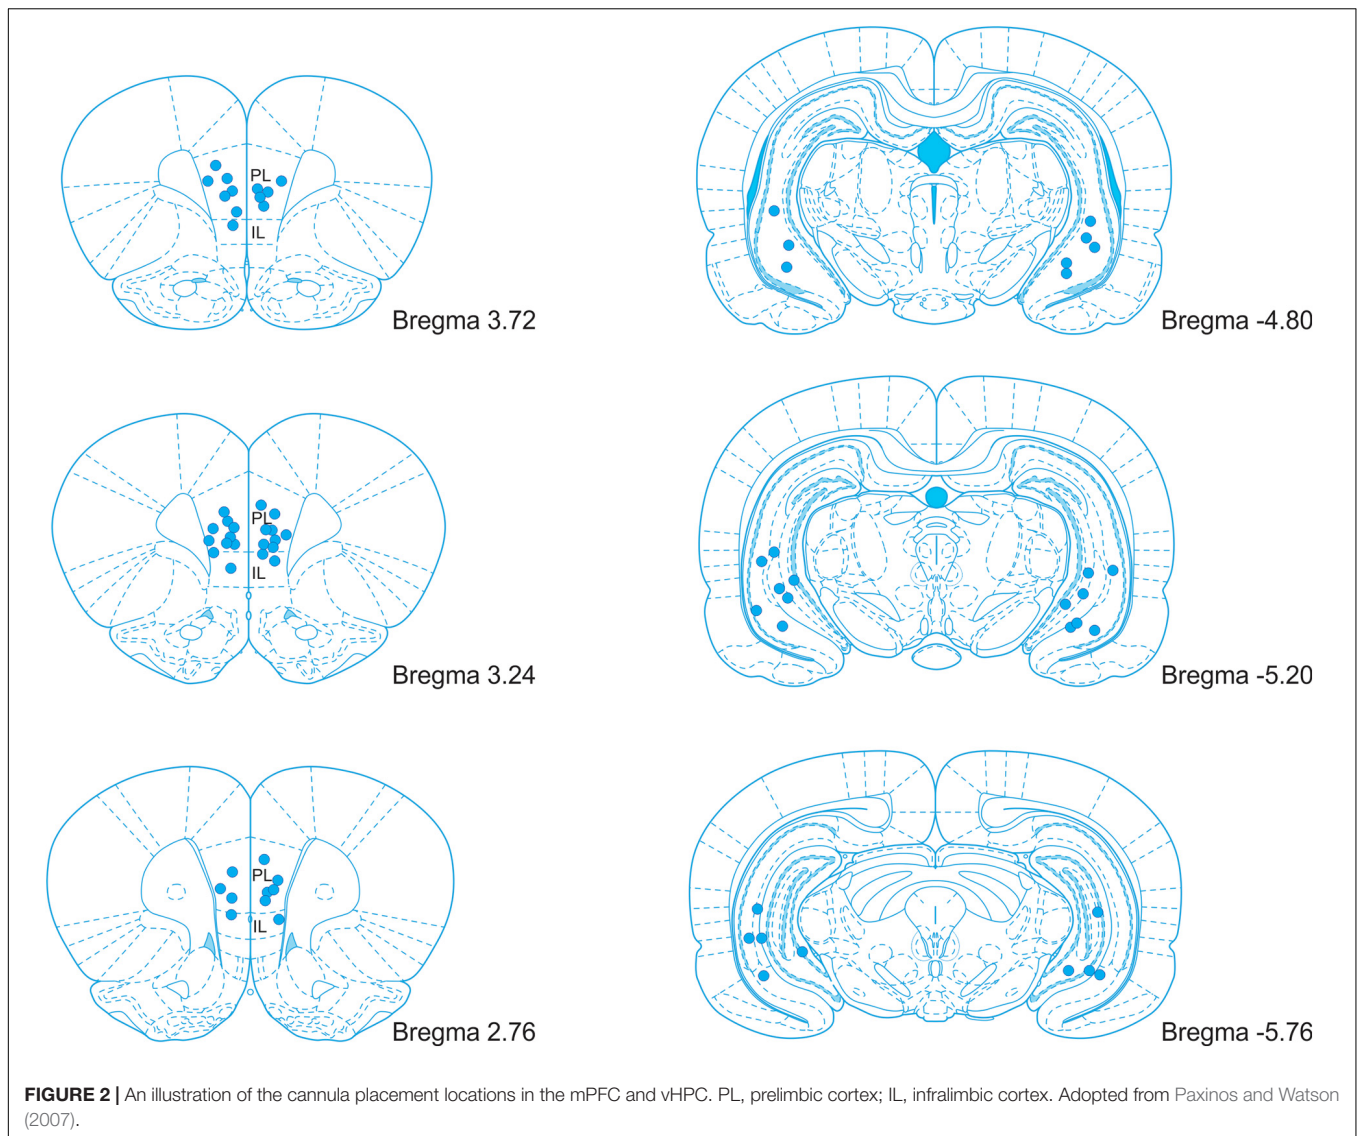 PL
IL
Bregma 3.72
Bregma -4.80
PL
IL
Bregma 3.24
Bregma -5.20
PL
IL
Bregma 2.76
Bregma -5.76
FIGURE 2 | An illustration of the cannula placement locations in the mPFC and vHPC. PL, prelimbic cortex; IL, infralimbic cortex. Adopted from Paxinos and Watson
(2007).